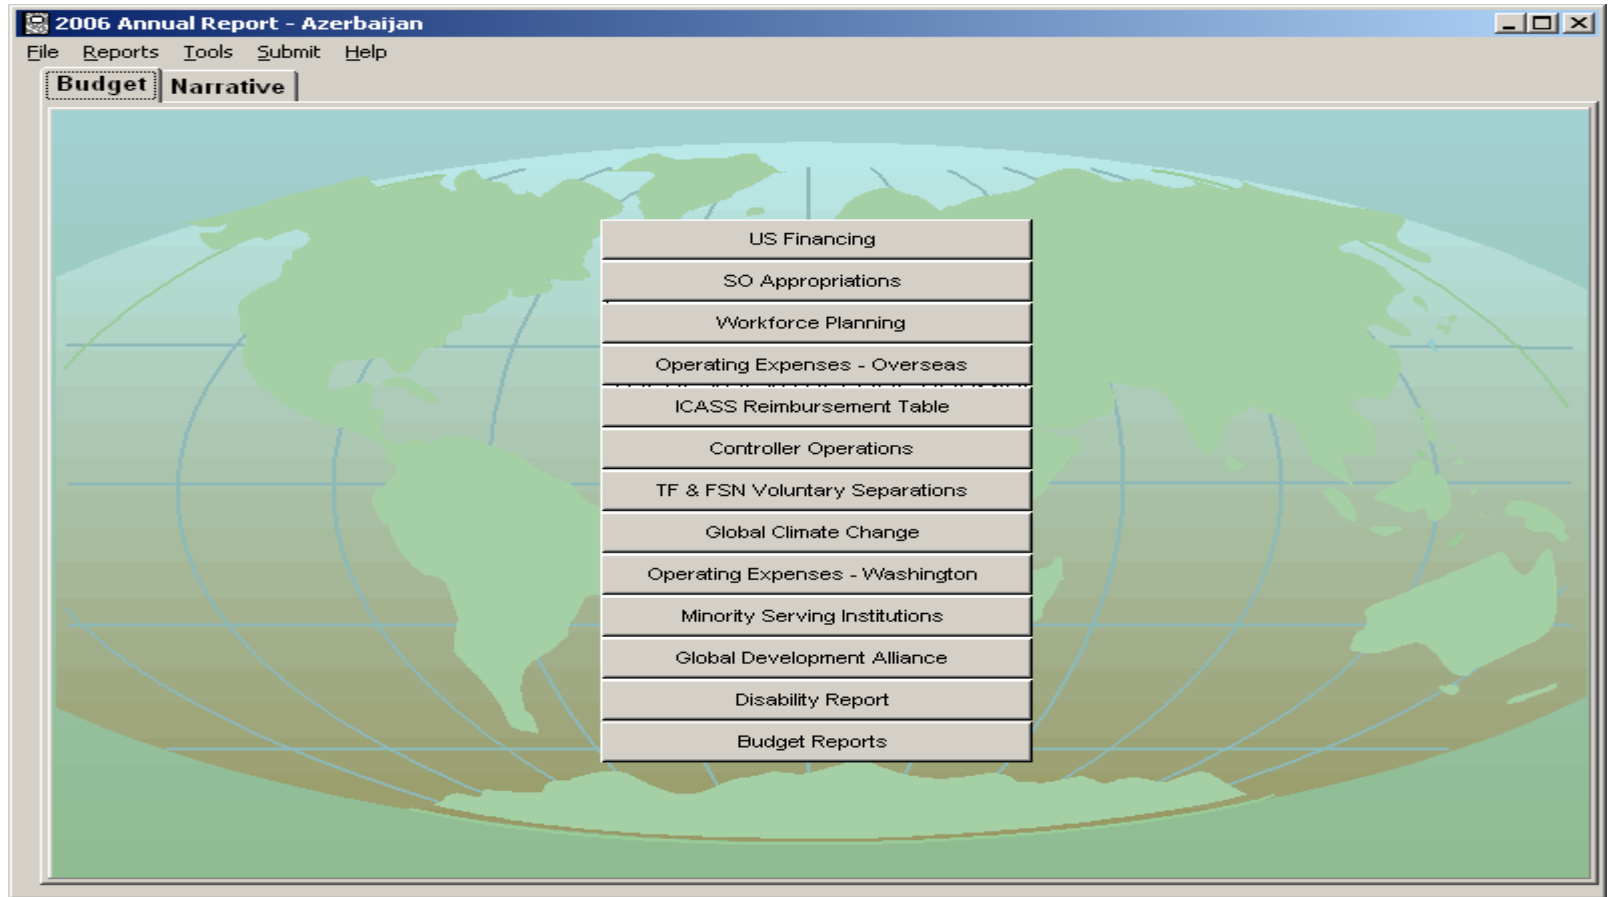 2006 Annual Report - Azerbaijan
File Reports Tools Submit Help
Budget Narrative
US Financing
SO Appropriations
Workforce Planning
Operating Expenses - Overseas
ICASS Reimbursement Table
Controller Operations
TF & FSN Voluntary Separations
Global Climate Change
Operating Expenses - Washington
Minority Serving Institutions
Global Development Alliance
Disability Report
Budget Reports